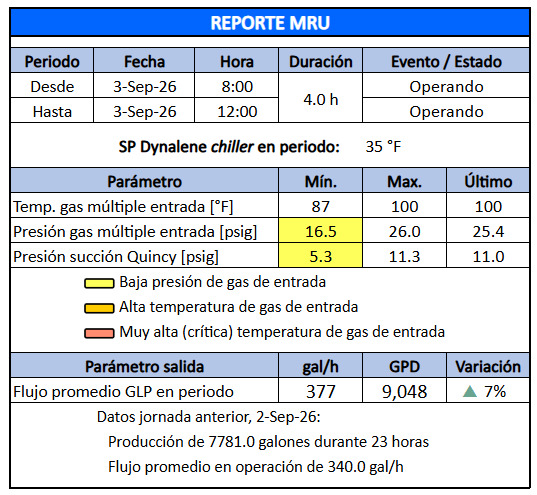 REPORTE MRU
Periodo Fecha Hora Duración Evento / Estado
Desde 3-Sep-26 8:00 4.0 h Operando
Hasta 3-Sep-26 12:00 Operando
SP Dynalene chiller en periodo: 35 °F
Parámetro Mín. Max. Último
Temp. gas múltiple entrada [°F] 87 100 100
Presión gas múltiple entrada [psig] 16.5 26.0 25.4
Presión succión Quincy [psig] 5.3 11.3 11.0
Baja presión de gas de entrada
Alta temperatura de gas de entrada
Muy alta (crítica) temperatura de gas de entrada
Parámetro salida gal/h GPD Variación
Flujo promedio GLP en periodo 377 9,048 ▲ 7%
Datos jornada anterior, 2-Sep-26:
Producción de 7781.0 galones durante 23 horas
Flujo promedio en operación de 340.0 gal/h